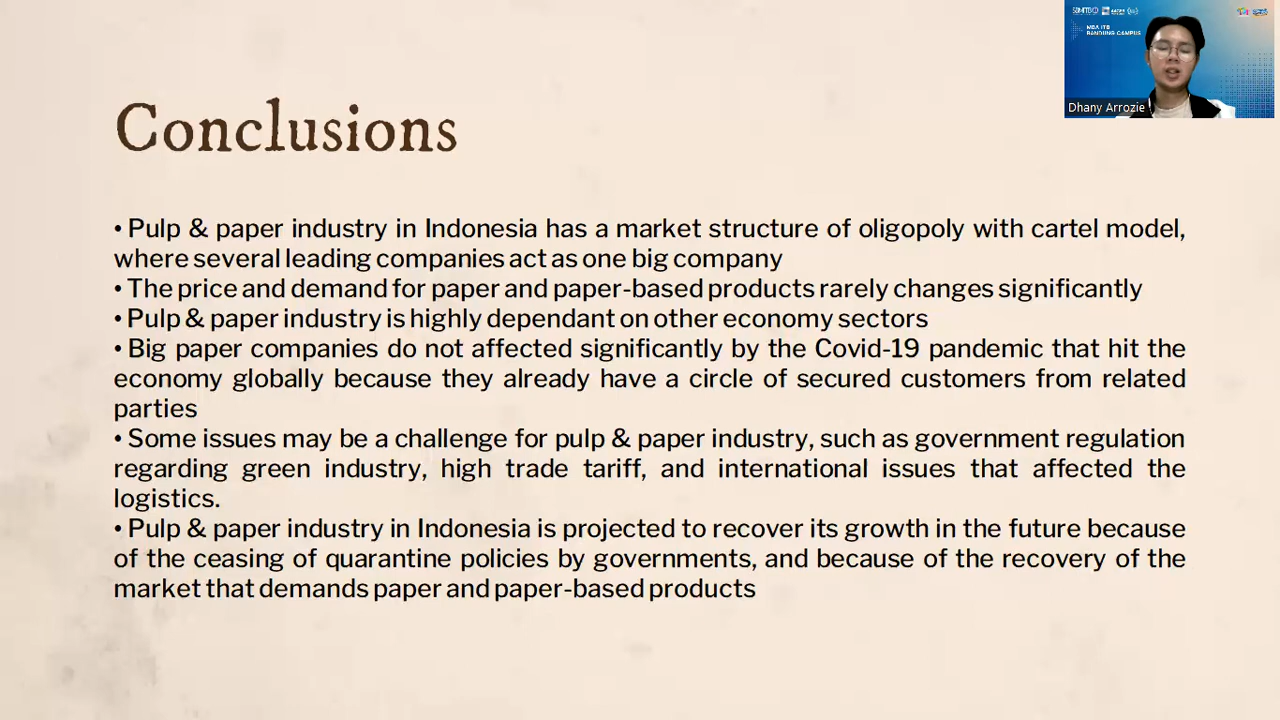 SBMITB
MBA ITB
BANDUNG CAMPUS
Dhany Arrozie
Conclusions
• Pulp & paper industry in Indonesia has a market structure of oligopoly with cartel model,
where several leading companies act as one big company
• The price and demand for paper and paper-based products rarely changes significantly
• Pulp & paper industry is highly dependant on other economy sectors
• Big paper companies do not affected significantly by the Covid-19 pandemic that hit the
economy globally because they already have a circle of secured customers from related
parties
• Some issues may be a challenge for pulp & paper industry, such as government regulation
regarding green industry, high trade tariff, and international issues that affected the
logistics.
• Pulp & paper industry in Indonesia is projected to recover its growth in the future because
of the ceasing of quarantine policies by governments, and because of the recovery of the
market that demands paper and paper-based products